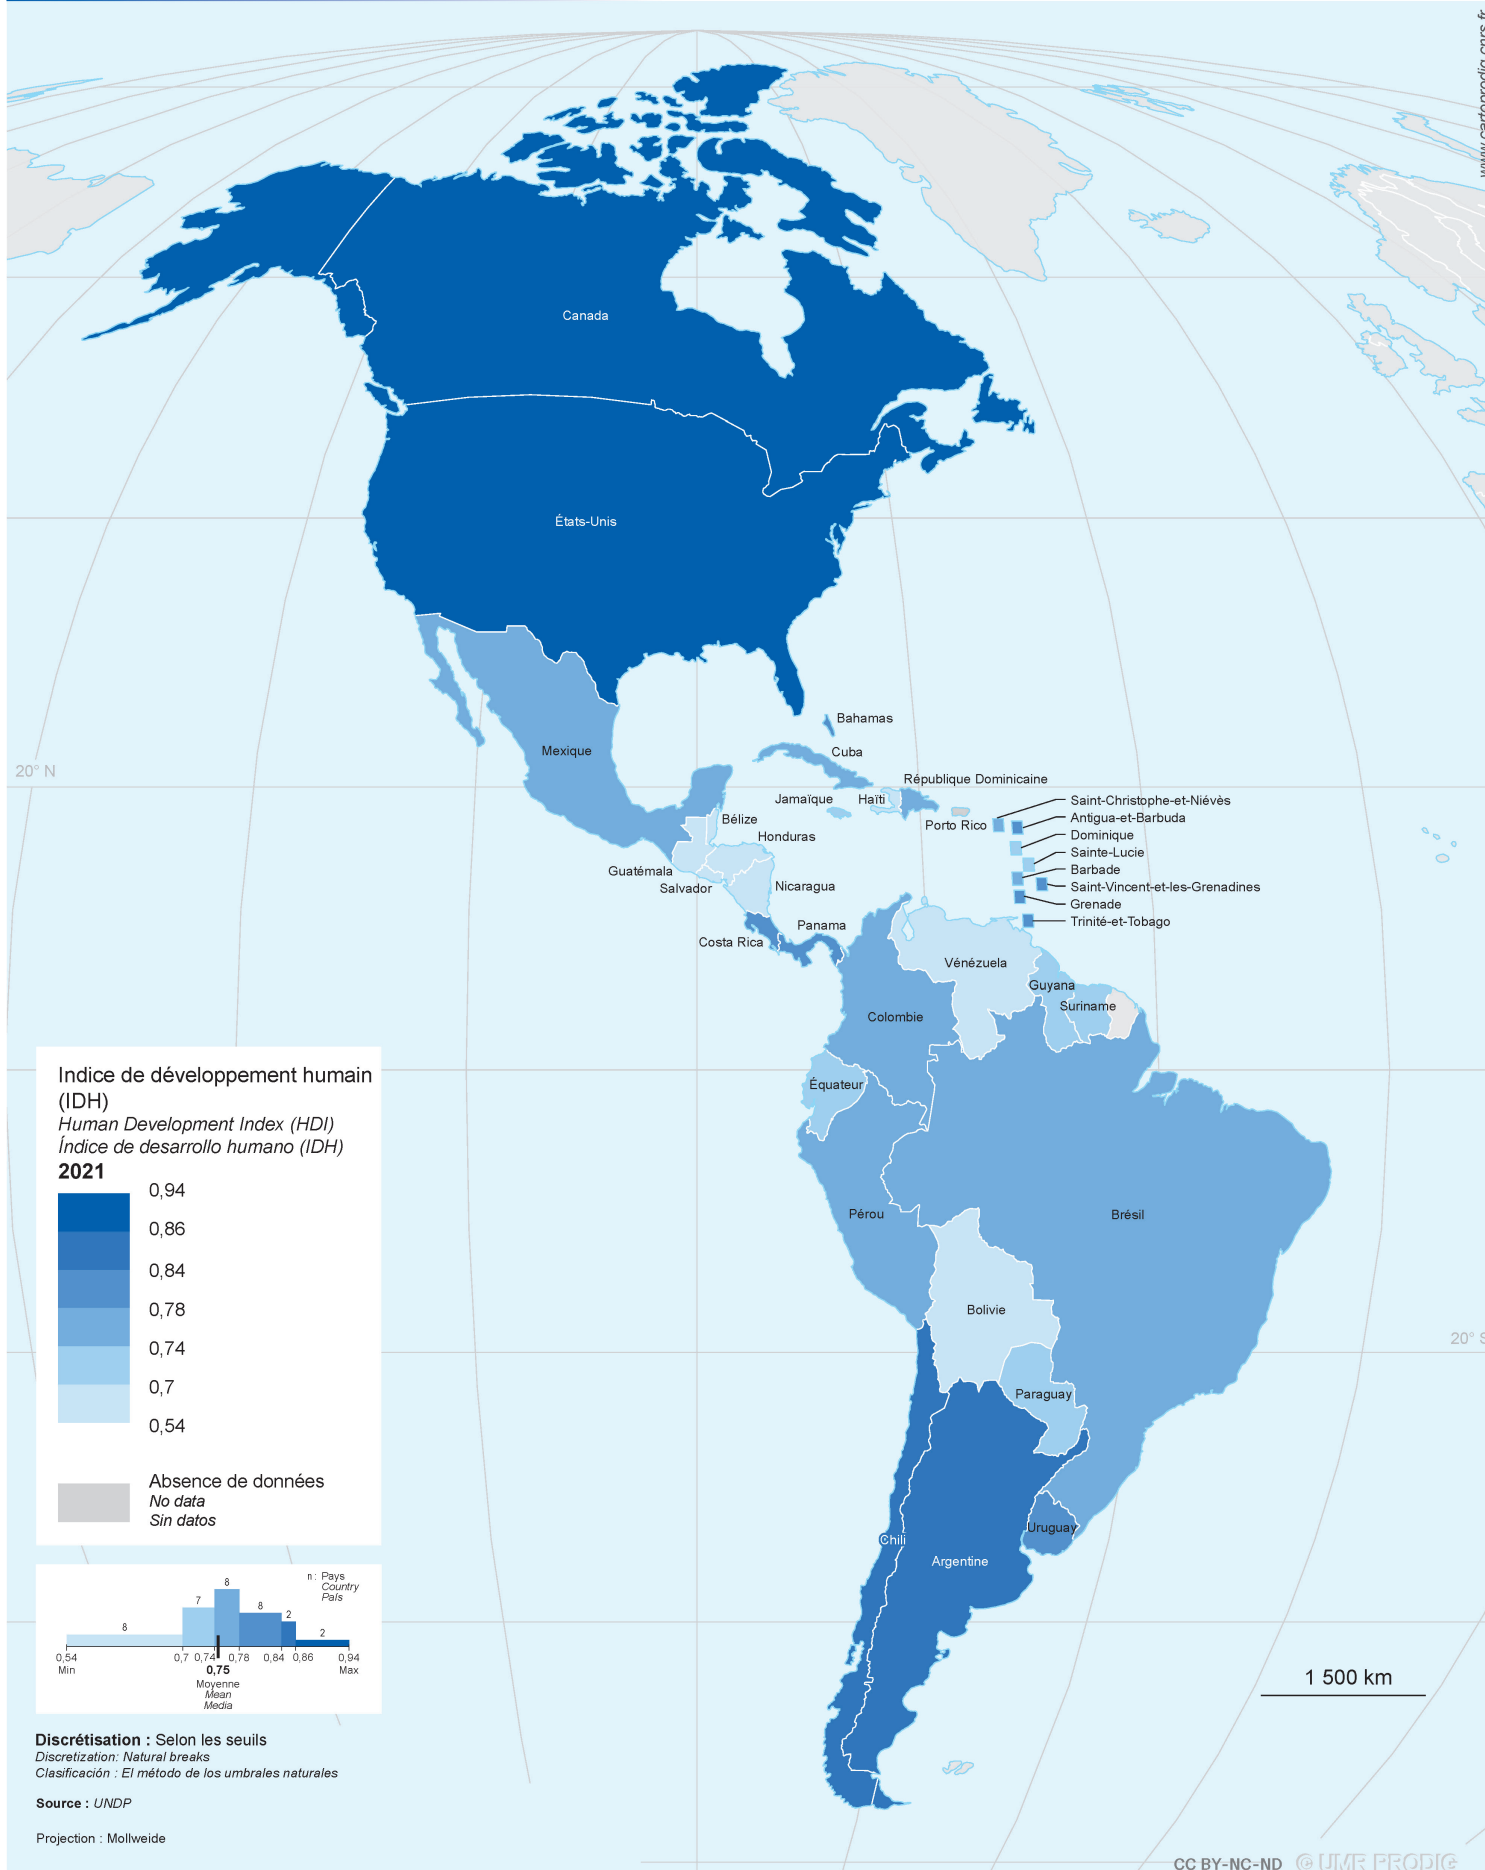 www.cartoprodig.cnrs.fr
Canada
États-Unis
Mexique
Bahamas
Cuba
20° N
République Dominicaine
Jamaïque
Haïti
Porto Rico
Saint-Christophe-et-Niévès
Antigua-et-Barbuda
Dominique
Sainte-Lucie
Barbade
Saint-Vincent-et-les-Grenadines
Grenade
Trinité-et-Tobago
Bélize
Honduras
Guatémala
Salvador
Nicaragua
Panama
Costa Rica
Vénézuela
Guyana
Suriname
Colombie
Équateur
Pérou
Brésil
Bolivie
20° S
Paraguay
Uruguay
Chili
Argentine
Indice de développement humain
(IDH)
Human Development Index (HDI)
Índice de desarrollo humano (IDH)
2021
0,94
0,86
0,84
0,78
0,74
0,7
0,54
Absence de données
No data
Sin datos
n : Pays
Country
País
8
7
8
8
2
2
0,54
0,7
0,74
0,78
0,84
0,86
0,94
Min
0,75
Max
Moyenne
Mean
Media
1 500 km
Discrétisation : Selon les seuils
Discretization: Natural breaks
Clasificación : El método de los umbrales naturales
Source : UNDP
Projection : Mollweide
CC BY-NC-ND © UMR PRODIG